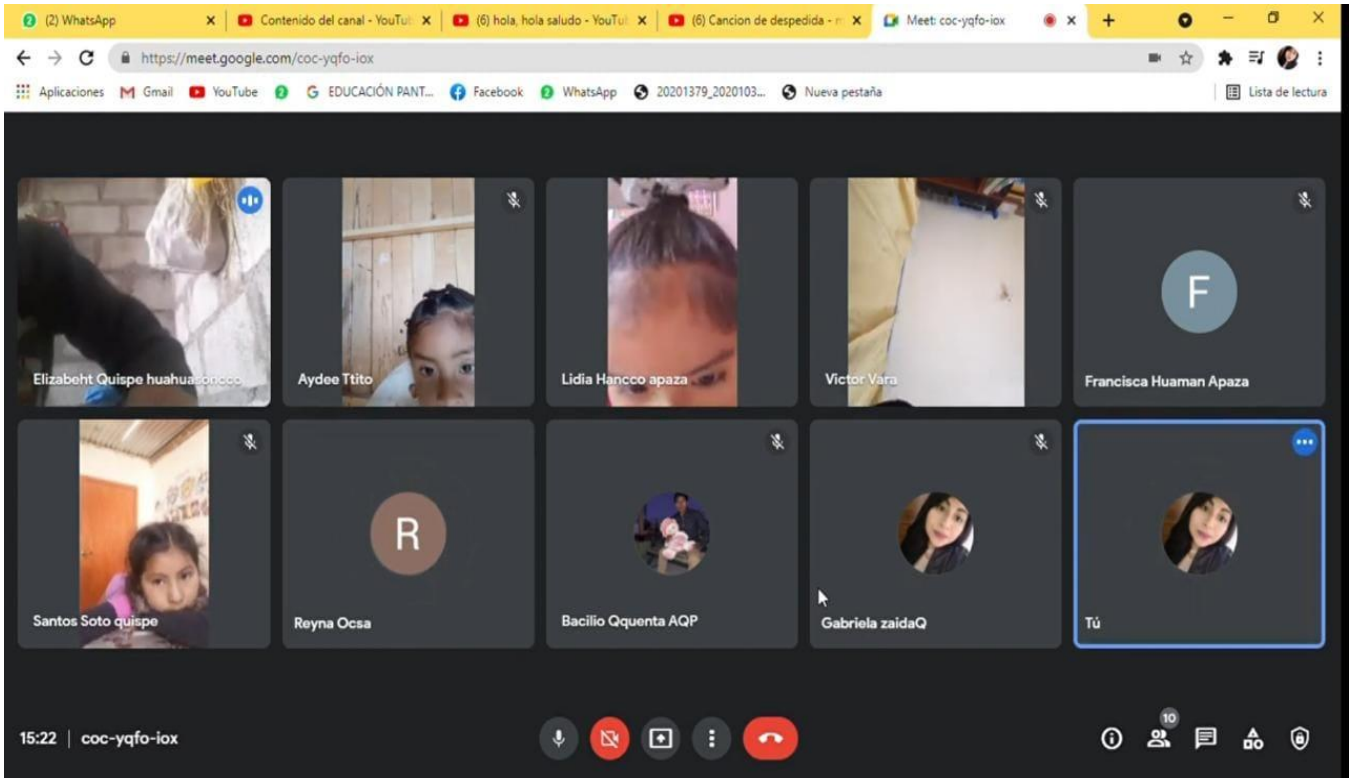 (2) WhatsApp
Contenido del canal - YouTub
(6) hola, hola saludo - YouTub
(6) Cancion de despedida - m
Meet: coc-yqfo-iox
https://meet.google.com/coc-yqfo-iox
Aplicaciones
Gmail
YouTube
EDUCACIÓN PANT...
Facebook
WhatsApp
20201379_2020103...
Nueva pestaña
Lista de lectura
Elizabeht Quispe huahuasoncco
Aydee Ttito
Lidia Hancco apaza
Victor Vara
F
Francisca Huaman Apaza
Santos Soto quispe
R
Reyna Ocsa
Bacilio Qquenta AQP
Gabriela zaidaQ
Tú
15:22 | coc-yqfo-iox
10